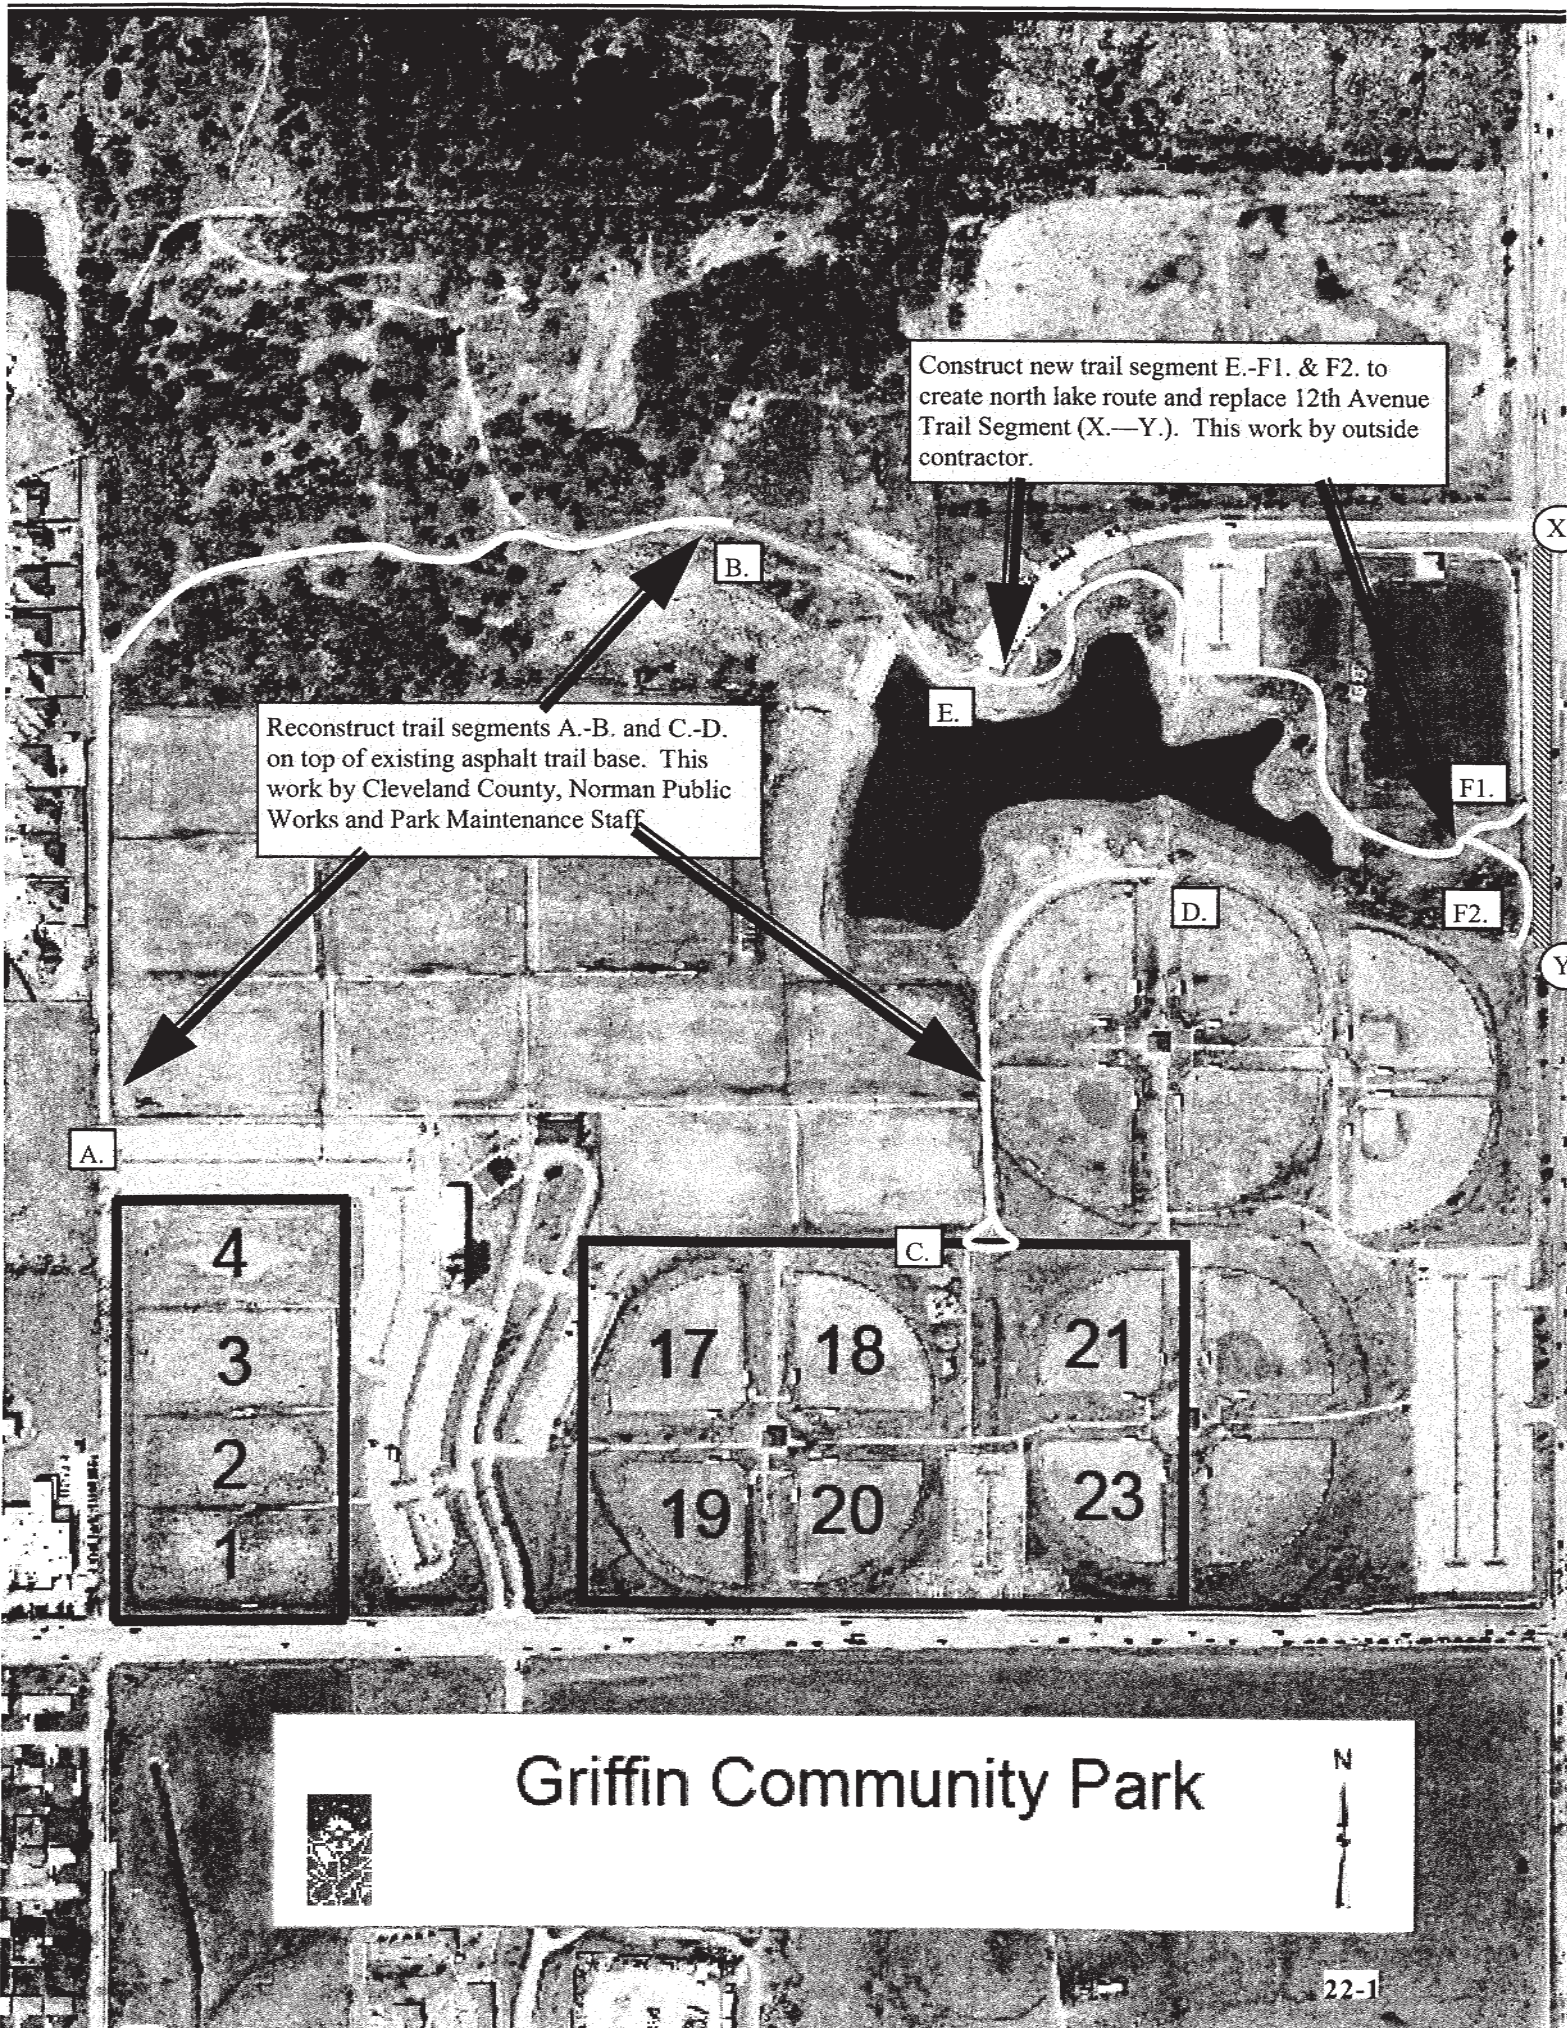 Construct new trail segment E.-F1. & F2. to
create north lake route and replace 12th Avenue
Trail Segment (X.—Y.). This work by outside
contractor.
X
B.
E.
Reconstruct trail segments A.-B. and C.-D.
on top of existing asphalt trail base. This
work by Cleveland County, Norman Public
Works and Park Maintenance Staff
F1.
D.
F2.
Y
A.
C.
4
3
2
1
17
18
21
19
20
23
Griffin Community Park
N
22-1